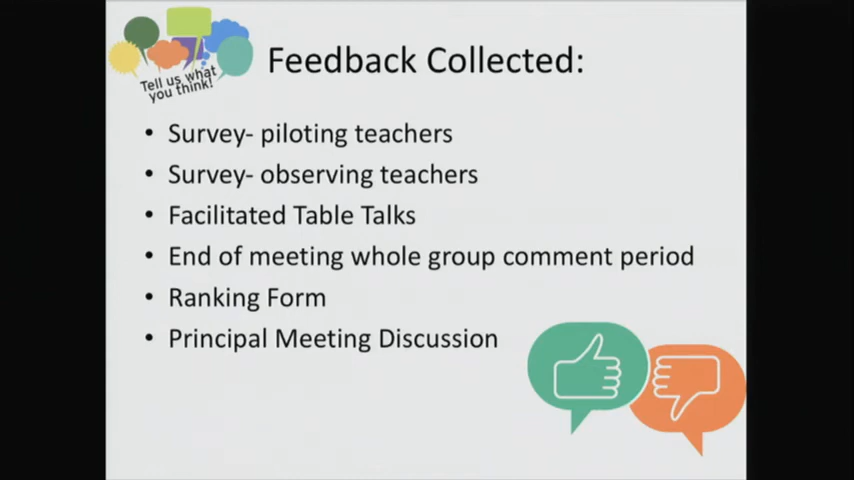 Tell us what
you think!
Feedback Collected:
• Survey- piloting teachers
• Survey- observing teachers
• Facilitated Table Talks
• End of meeting whole group comment period
• Ranking Form
• Principal Meeting Discussion